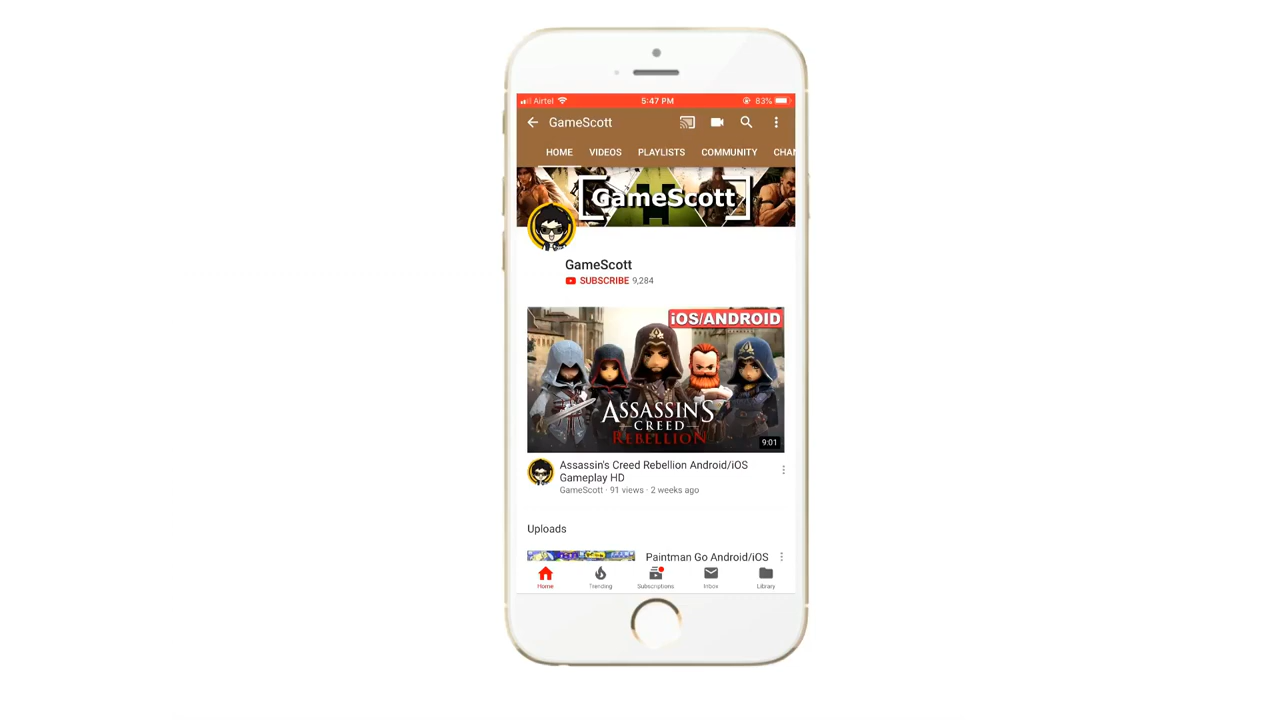 Airtel 5:47 PM 83%
GameScott
HOME VIDEOS PLAYLISTS COMMUNITY CHAN
GameScott
GameScott
SUBSCRIBE 9,284
iOS/ANDROID
ASSASSIN'S
CREED
REBELLION
9:01
Assassin's Creed Rebellion Android/iOS
Gameplay HD
GameScott · 91 views · 2 weeks ago
Uploads
Paintman Go Android/iOS
Home Trending Subscriptions Inbox Library